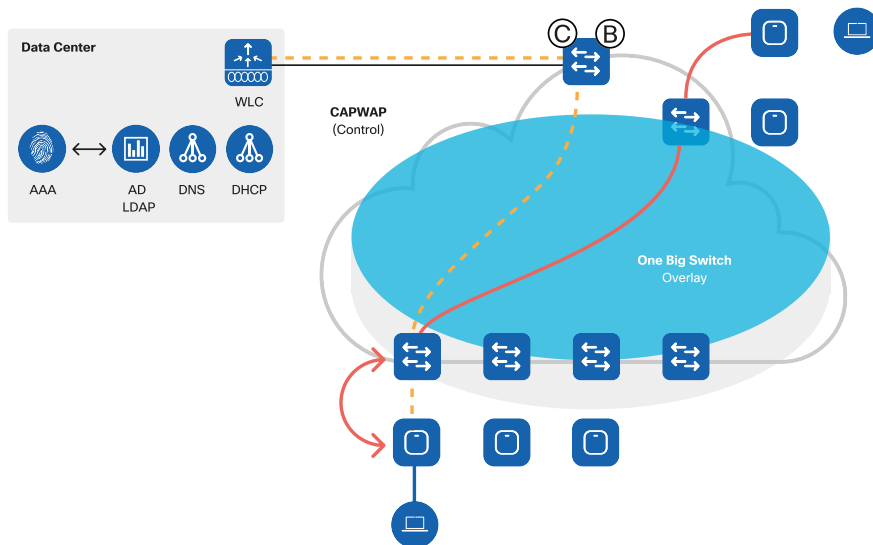 Data Center
WLC
AAA
AD
LDAP
DNS
DHCP
CAPWAP
(Control)
C
B
One Big Switch
Overlay